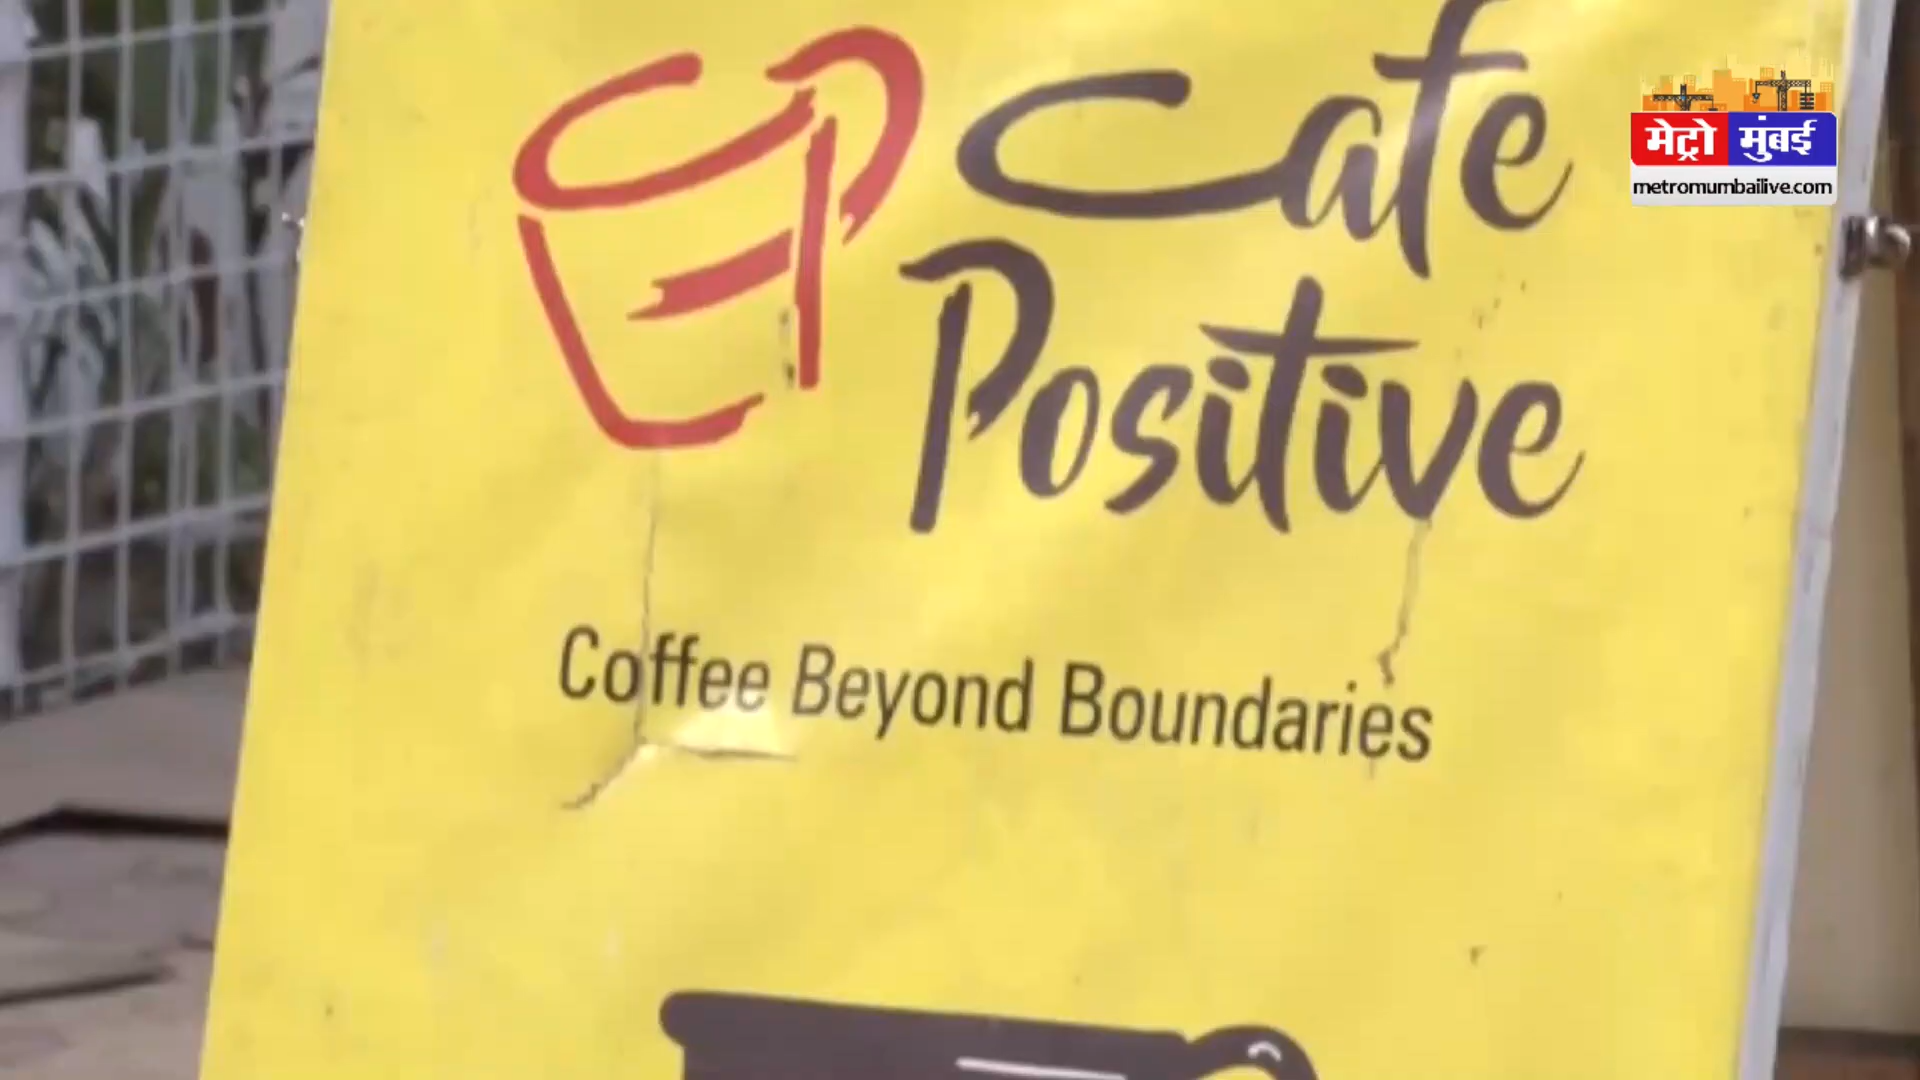 Cafe
Positive
Coffee Beyond Boundaries
मेट्रो मुंबई
metromumbailive.com